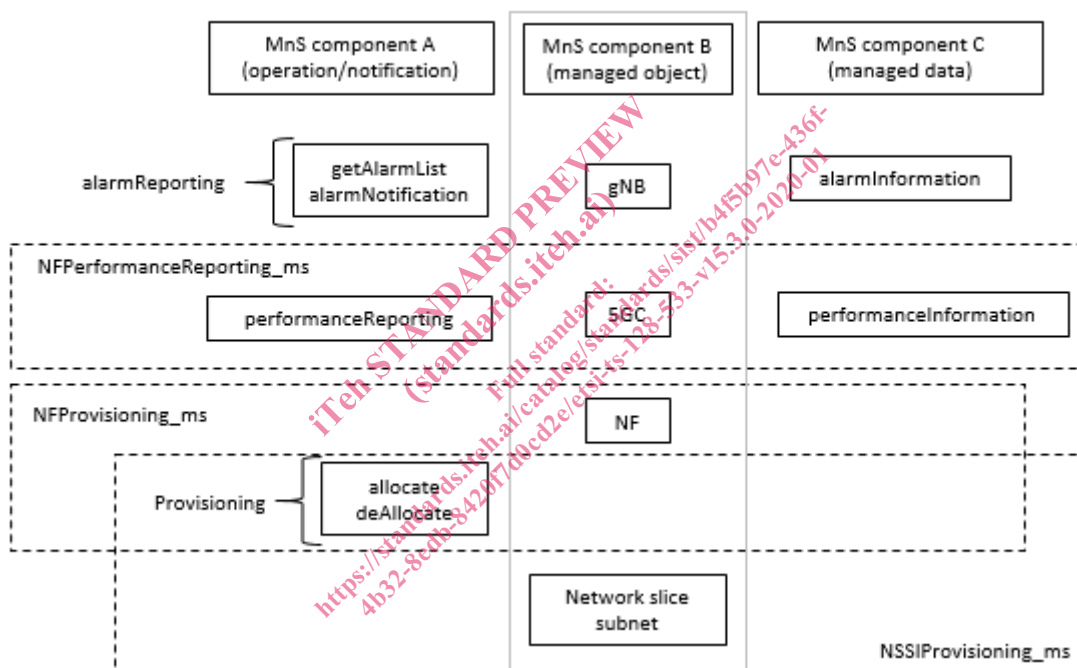 MnS component A
(operation/notification)
MnS component B
(managed object)
MnS component C
(managed data)
alarmReporting
getAlarmList
alarmNotification
gNB
alarmInformation
NFPerformanceReporting_ms
performanceReporting
5GC
performanceInformation
NFProvisioning_ms
NF
Provisioning
allocate
deAllocate
Network slice
subnet
NSSIProvisioning_ms
iTeh STANDARD PREVIEW
(standards.iteh.ai)
Full standard:
https://standards.iteh.ai/catalog/standards/sist/b4f5b97e-436f-
4b32-8edb-8420f7d0cd2e/etsi-ts-128-533-v15.3.0-2020-01